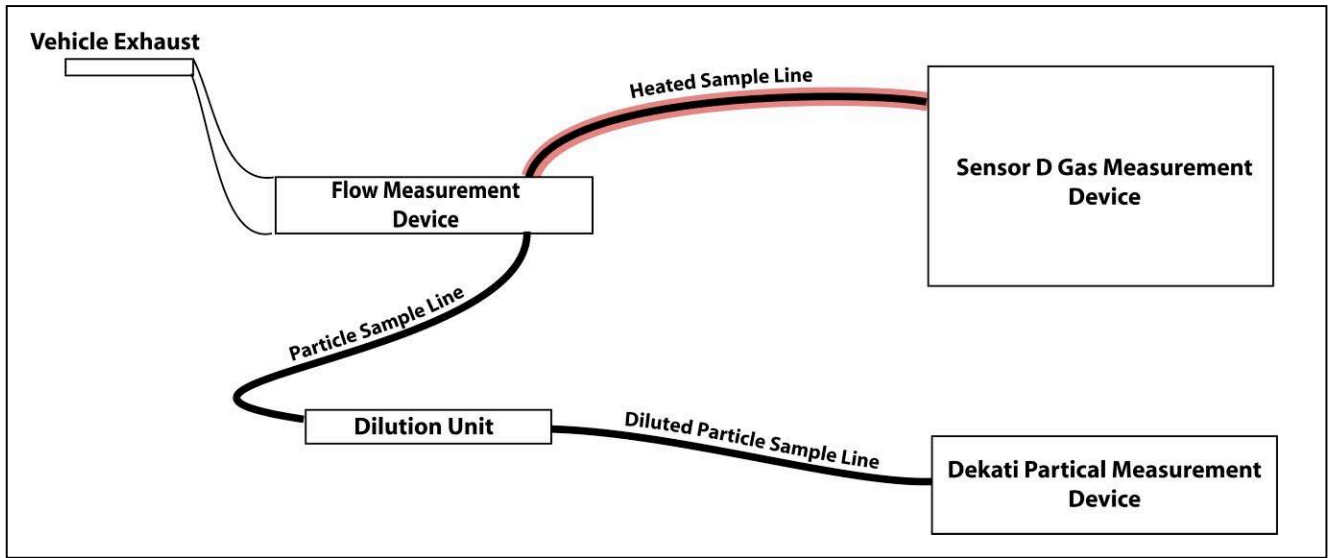 Vehicle Exhaust
Heated Sample Line
Sensor D Gas Measurement
Device
Flow Measurement
Device
Particle Sample Line
Dilution Unit
Diluted Particle Sample Line
Dekati Partical Measurement
Device